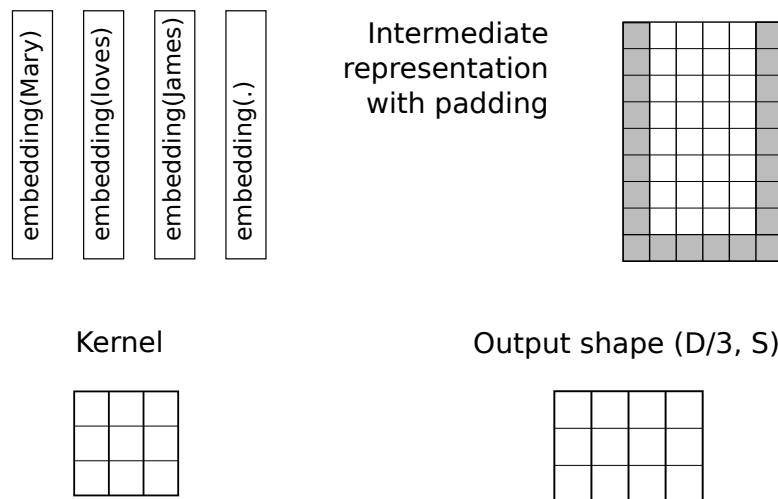 embedding(Mary)
embedding(loves)
embedding(James)
embedding(.)
Intermediate
representation
with padding
Kernel
Output shape (D/3, S)